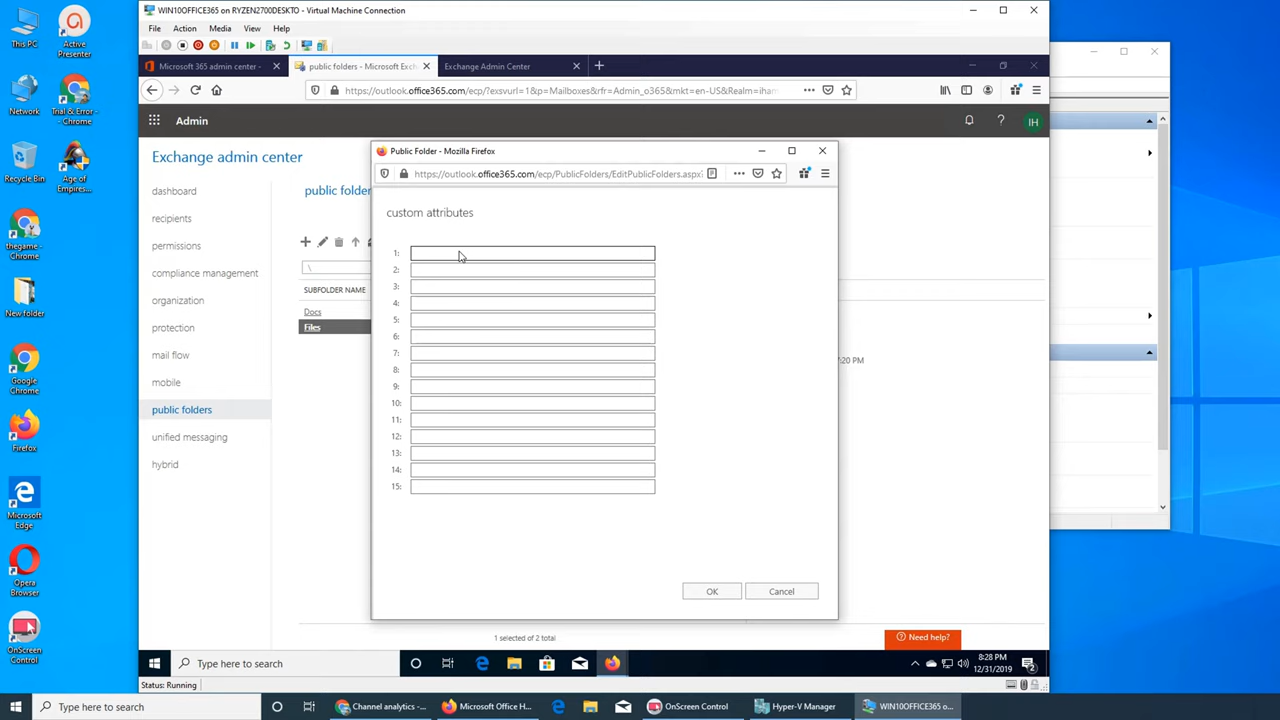 WIN10OFFICE365 on RYZEN2700DESKTO - Virtual Machine Connection
File Action Media View Help
Microsoft 365 admin center -
public folders - Microsoft Exch
Exchange Admin Center
https://outlook.office365.com/ecp/?exsvurl=1&p=Mailboxes&rfr=Admin_o365&mkt=en-US&Realm=iham
Admin
IH
Exchange admin center
dashboard
recipients
permissions
compliance management
organization
protection
mail flow
mobile
public folders
unified messaging
hybrid
public folde
\
SUBFOLDER NAME
Docs
Files
:20 PM
1 selected of 2 total
Need help?
Public Folder - Mozilla Firefox
https://outlook.office365.com/ecp/PublicFolders/EditPublicFolders.aspx?
custom attributes
1:
2:
3:
4:
5:
6:
7:
8:
9:
10:
11:
12:
13:
14:
15:
OK Cancel
Type here to search
8:28 PM
12/31/2019
2
Status: Running
This PC
Active Presenter
Network
Trial & Error - - Chrome
Recycle Bin
Age of Empires...
thegame - Chrome
New folder
Google Chrome
Firefox
Microsoft Edge
Opera Browser
OnScreen Control
Type here to search
Channel analytics - ...
Microsoft Office H...
OnScreen Control
Hyper-V Manager
WIN10OFFICE365 o...